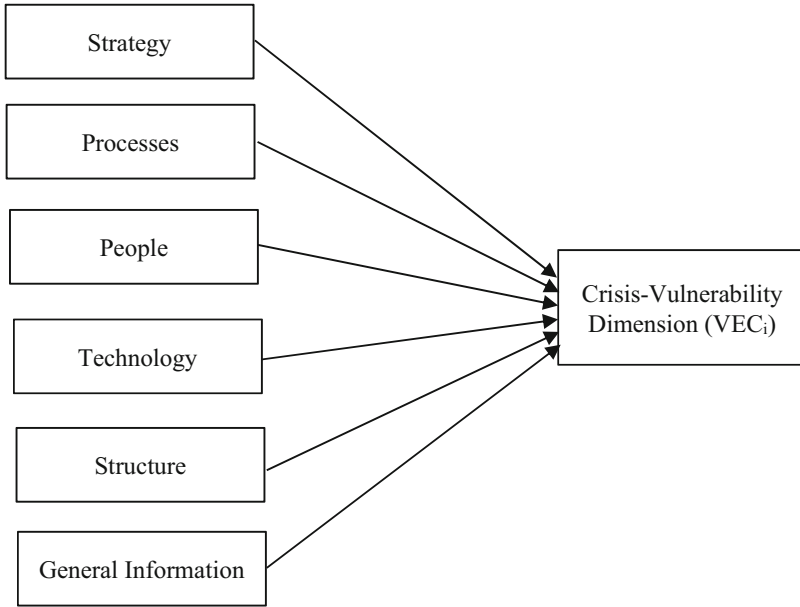 Strategy
Processes
People
Technology
Structure
General Information
Crisis-Vulnerability
Dimension (VECᵢ)